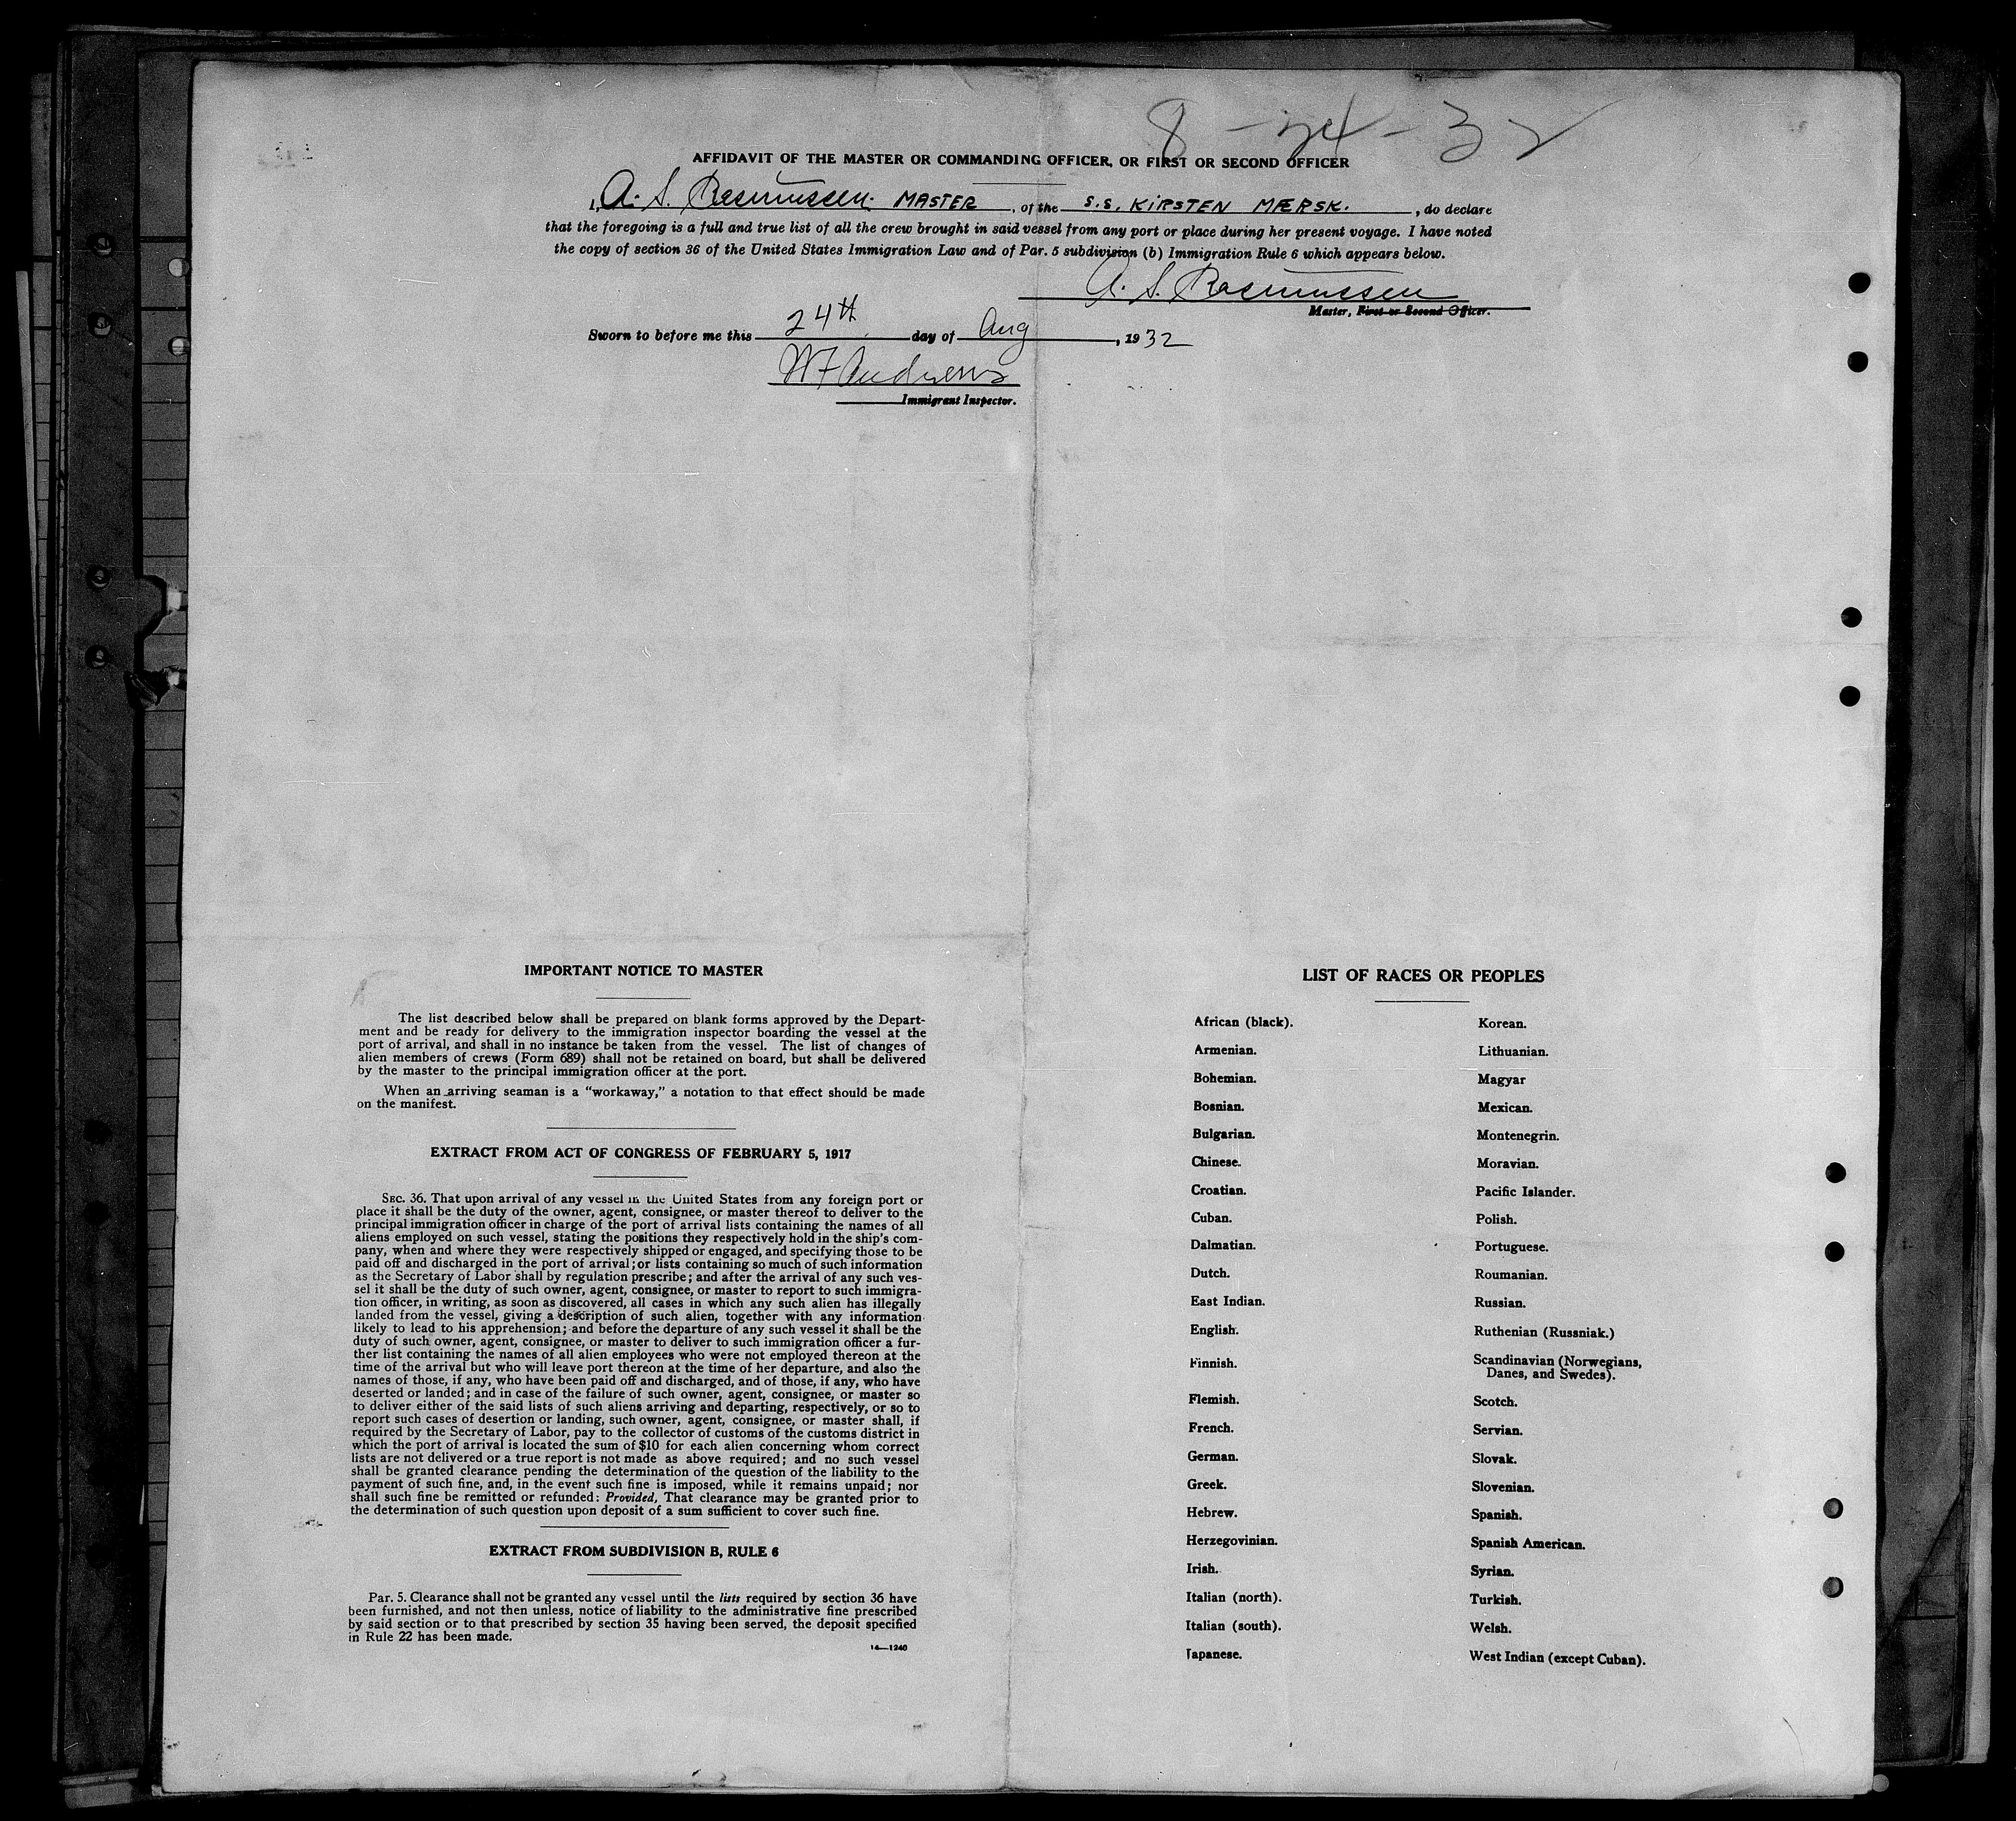 8-24-32
AFFIDAVIT OF THE MASTER OR COMMANDING OFFICER, OR FIRST OR SECOND OFFICER
I, A. S. Rasmussen. MASTER, of the S.S. KIRSTEN MÆRSK., do declare
that the foregoing is a full and true list of all the crew brought in said vessel from any port or place during her present voyage. I have noted
the copy of section 36 of the United States Immigration Law and of Par. 5 subdivision (b) Immigration Rule 6 which appears below.
A. S. Rasmussen
Master, First or Second Officer.
Sworn to before me this 24th day of Aug, 1932
W F Andrews
Immigrant Inspector.
IMPORTANT NOTICE TO MASTER
The list described below shall be prepared on blank forms approved by the Depart-
ment and be ready for delivery to the immigration inspector boarding the vessel at the
port of arrival, and shall in no instance be taken from the vessel. The list of changes of
alien members of crews (Form 689) shall not be retained on board, but shall be delivered
by the master to the principal immigration officer at the port.
When an arriving seaman is a "workaway," a notation to that effect should be made
on the manifest.
EXTRACT FROM ACT OF CONGRESS OF FEBRUARY 5, 1917
SEC. 36. That upon arrival of any vessel in the United States from any foreign port or
place it shall be the duty of the owner, agent, consignee, or master thereof to deliver to the
principal immigration officer in charge of the port of arrival lists containing the names of all
aliens employed on such vessel, stating the positions they respectively hold in the ship's com-
pany, when and where they were respectively shipped or engaged, and specifying those to be
paid off and discharged in the port of arrival; or lists containing so much of such information
as the Secretary of Labor shall by regulation prescribe; and after the arrival of any such ves-
sel it shall be the duty of such owner, agent, consignee, or master to report to such immigra-
tion officer, in writing, as soon as discovered, all cases in which any such alien has illegally
landed from the vessel, giving a description of such alien, together with any information
likely to lead to his apprehension; and before the departure of any such vessel it shall be the
duty of such owner, agent, consignee, or master to deliver to such immigration officer a fur-
ther list containing the names of all alien employees who were not employed thereon at the
time of the arrival but who will leave port thereon at the time of her departure, and also the
names of those, if any, who have been paid off and discharged, and of those, if any, who have
deserted or landed; and in case of the failure of such owner, agent, consignee, or master so
to deliver either of the said lists of such aliens arriving and departing, respectively, or so to
report such cases of desertion or landing, such owner, agent, consignee, or master shall, if
required by the Secretary of Labor, pay to the collector of customs of the customs district in
which the port of arrival is located the sum of $10 for each alien concerning whom correct
lists are not delivered or a true report is not made as above required; and no such vessel
shall be granted clearance pending the determination of the question of the liability to the
payment of such fine, and, in the event such fine is imposed, while it remains unpaid; nor
shall such fine be remitted or refunded: Provided, That clearance may be granted prior to
the determination of such question upon deposit of a sum sufficient to cover such fine.
EXTRACT FROM SUBDIVISION B, RULE 6
Par. 5. Clearance shall not be granted any vessel until the lists required by section 36 have
been furnished, and not then unless, notice of liability to the administrative fine prescribed
by said section or to that prescribed by section 35 having been served, the deposit specified
in Rule 22 has been made.
14—1240
LIST OF RACES OR PEOPLES
African (black).
Armenian.
Bohemian.
Bosnian.
Bulgarian.
Chinese.
Croatian.
Cuban.
Dalmatian.
Dutch.
East Indian.
English.
Finnish.
Flemish.
French.
German.
Greek.
Hebrew.
Herzegovinian.
Irish.
Italian (north).
Italian (south).
Japanese.
Korean.
Lithuanian.
Magyar
Mexican.
Montenegrin.
Moravian.
Pacific Islander.
Polish.
Portuguese.
Roumanian.
Russian.
Ruthenian (Russniak.)
Scandinavian (Norwegians,
Danes, and Swedes).
Scotch.
Servian.
Slovak.
Slovenian.
Spanish.
Spanish American.
Syrian.
Turkish.
Welsh.
West Indian (except Cuban).